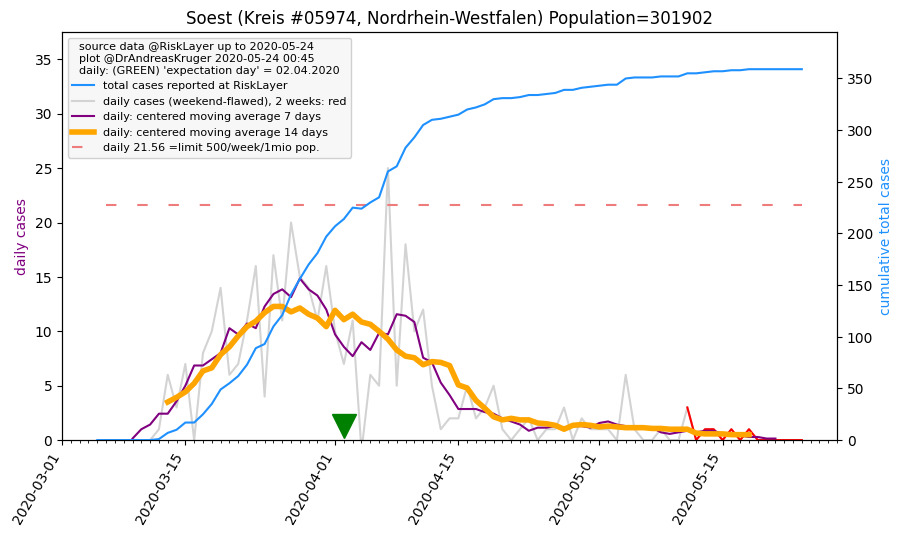 Soest (Kreis #05974, Nordrhein-Westfalen) Population=301902
source data @RiskLayer up to 2020-05-24
plot @DrAndreasKruger 2020-05-24 00:45
daily: (GREEN) 'expectation day' = 02.04.2020
total cases reported at RiskLayer
daily cases (weekend-flawed), 2 weeks: red
daily: centered moving average 7 days
daily: centered moving average 14 days
daily 21.56 =limit 500/week/1mio pop.
daily cases
35
30
25
20
15
10
5
0
cumulative total cases
350
300
250
200
150
100
50
0
2020-03-01
2020-03-15
2020-04-01
2020-04-15
2020-05-01
2020-05-15